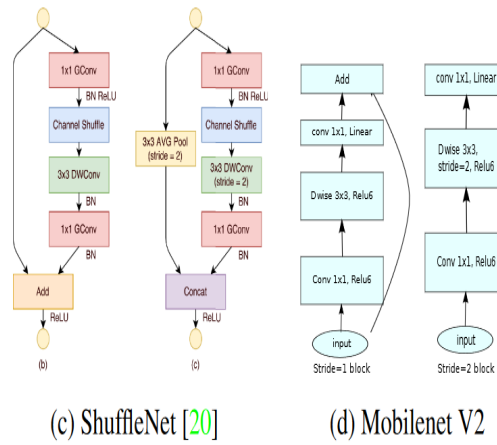 1x1 GConv
BN ReLU
Channel Shuffle
3x3 DWConv
BN
1x1 GConv
BN
Add
ReLU
(b)
1x1 GConv
BN ReLU
3x3 AVG Pool
(stride = 2)
Channel Shuffle
3x3 DWConv
(stride = 2)
BN
1x1 GConv
BN
Concat
ReLU
(c)
(c) ShuffleNet [20]
Add
conv 1x1, Linear
Dwise 3x3, Relu6
Conv 1x1, Relu6
input
Stride=1 block
conv 1x1, Linear
Dwise 3x3,
stride=2, Relu6
Conv 1x1, Relu6
input
Stride=2 block
(d) Mobilenet V2